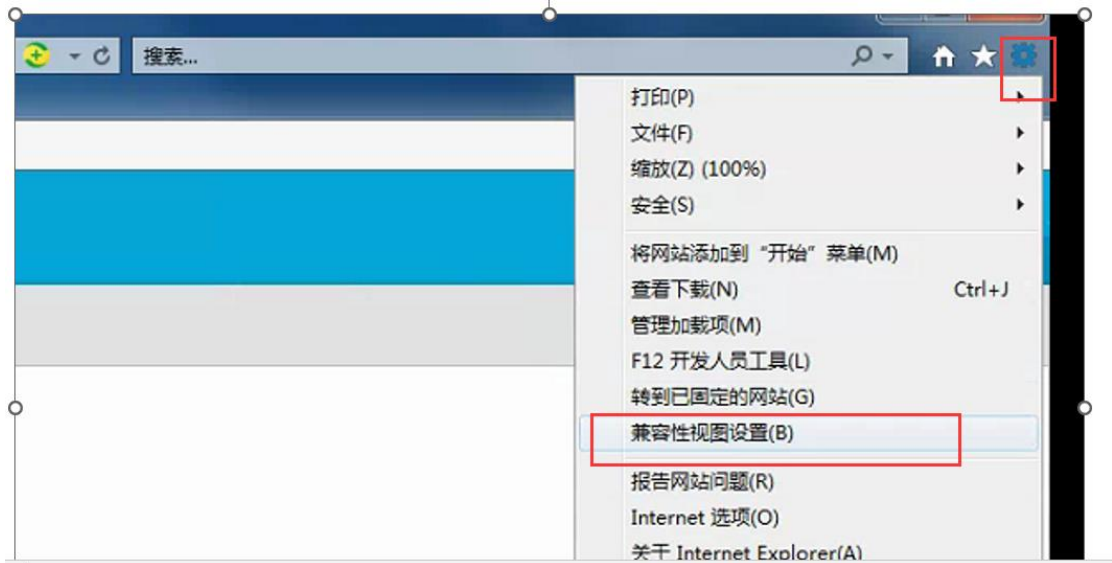 搜索...
打印(P)
文件(F)
缩放(Z) (100%)
安全(S)
将网站添加到“开始”菜单(M)
查看下载(N) Ctrl+J
管理加载项(M)
F12 开发人员工具(L)
转到已固定的网站(G)
兼容性视图设置(B)
报告网站问题(R)
Internet 选项(O)
关于 Internet Explorer(A)